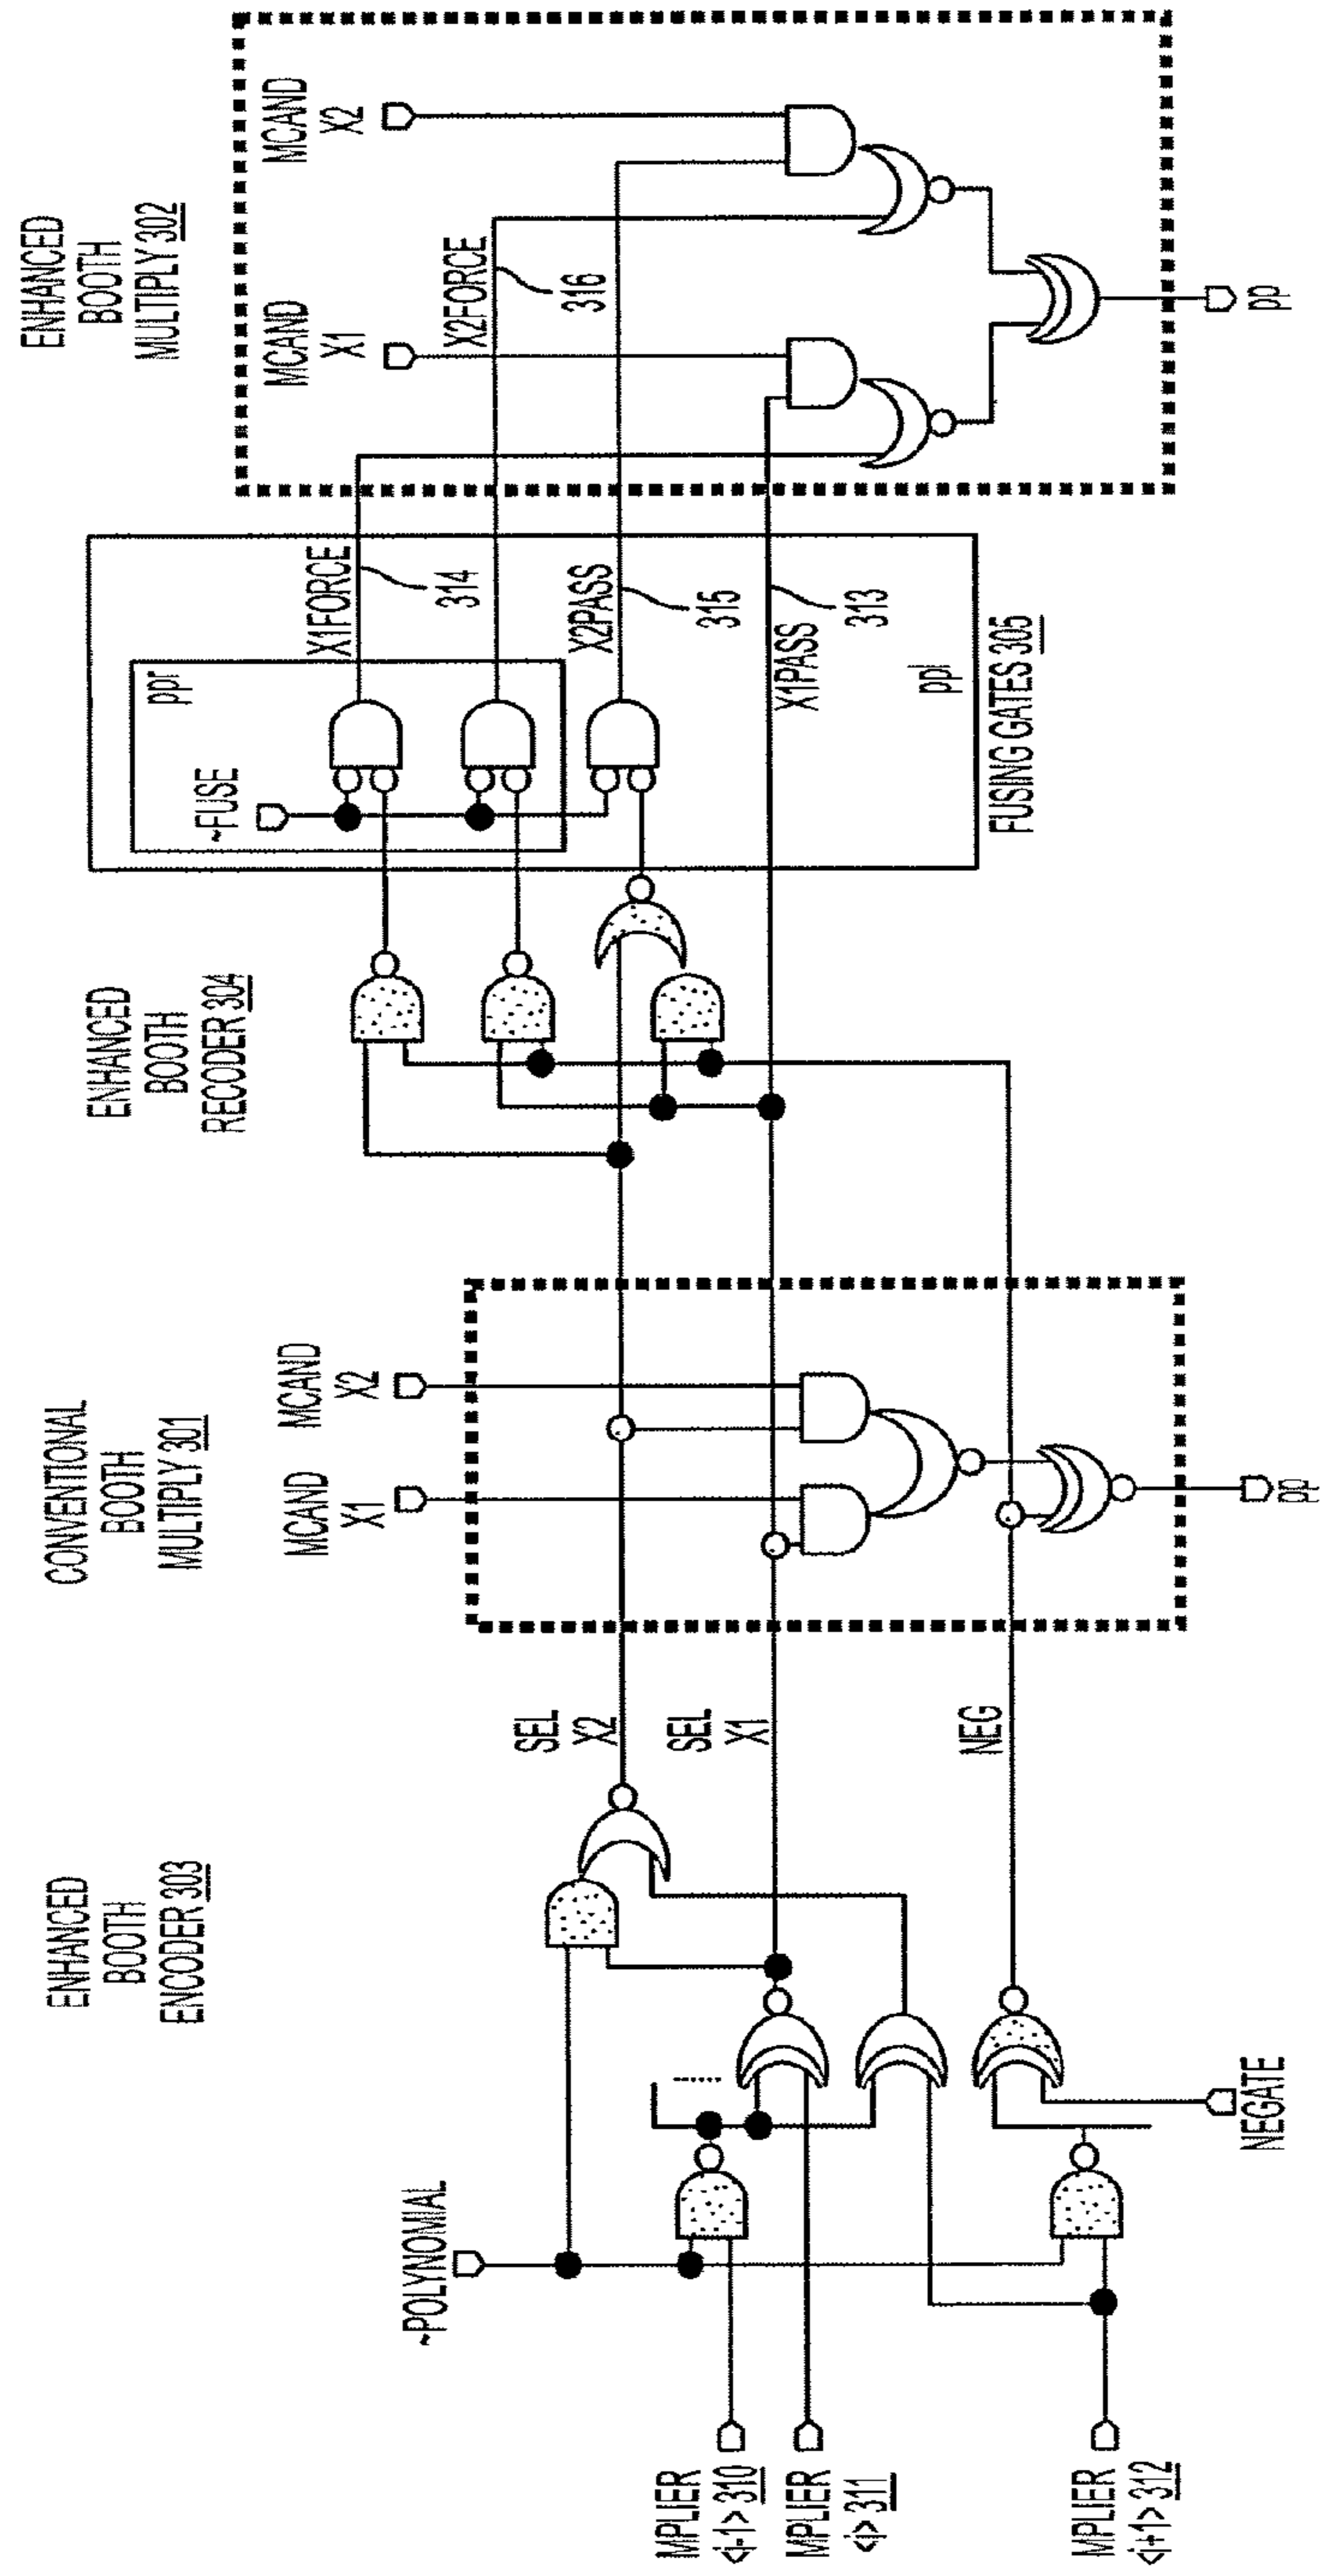 ENHANCED
BOOTH
ENCODER 303
CONVENTIONAL
BOOTH
MULTIPLY 301
ENHANCED
BOOTH
RECODER 304
ENHANCED
BOOTH
MULTIPLY 302
~POLYNOMIAL
MPLIER
<i-1> 310
MPLIER
<i> 311
MPLIER
<i+1> 312
NEGATE
SEL
X2
SEL
X1
NEG
MCAND
X1
MCAND
X2
pp
~FUSE
ppr
X1FORCE
314
X2PASS
315
X1PASS
313
ppl
FUSING GATES 305
MCAND
X1
X2FORCE
316
MCAND
X2
pp